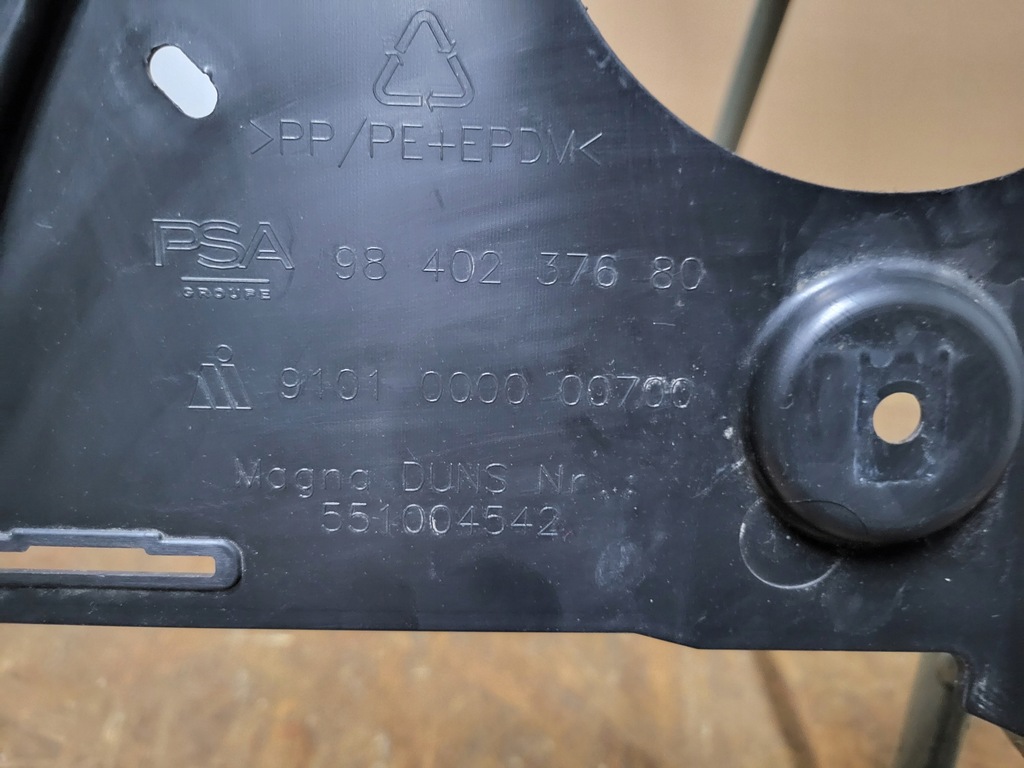 >PP/PE+EPDM<
PSA GROUPE 98 402 376 80
9101 0000 00700
Magna DUNS Nr.:
551004542